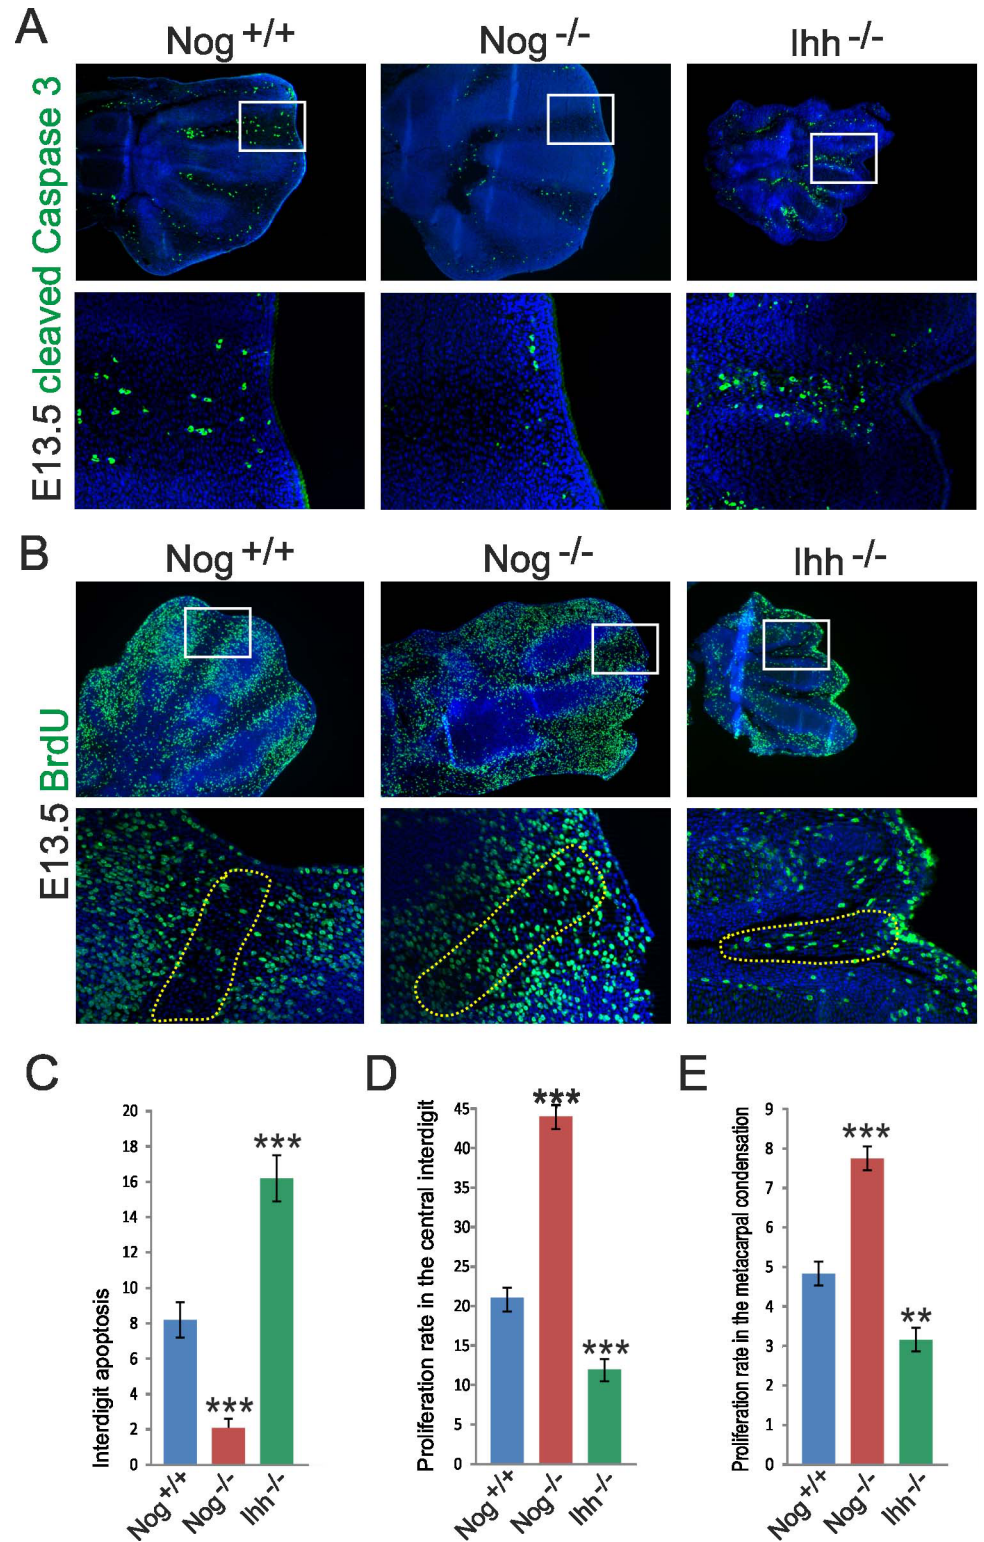 A
Nog +/+
Nog -/-
Ihh -/-
E13.5 cleaved Caspase 3
B
Nog +/+
Nog -/-
Ihh -/-
E13.5 BrdU
C
Interdigit apoptosis
20
18
16
14
12
10
8
6
4
2
0
***
***
Nog +/+
Nog -/-
Ihh -/-
D
Proliferation rate in the central interdigit
45
40
35
30
25
20
15
10
5
0
***
***
Nog +/+
Nog -/-
Ihh -/-
E
Proliferation rate in the metacarpal condensation
9
8
7
6
5
4
3
2
1
0
***
**
Nog +/+
Nog -/-
Ihh -/-